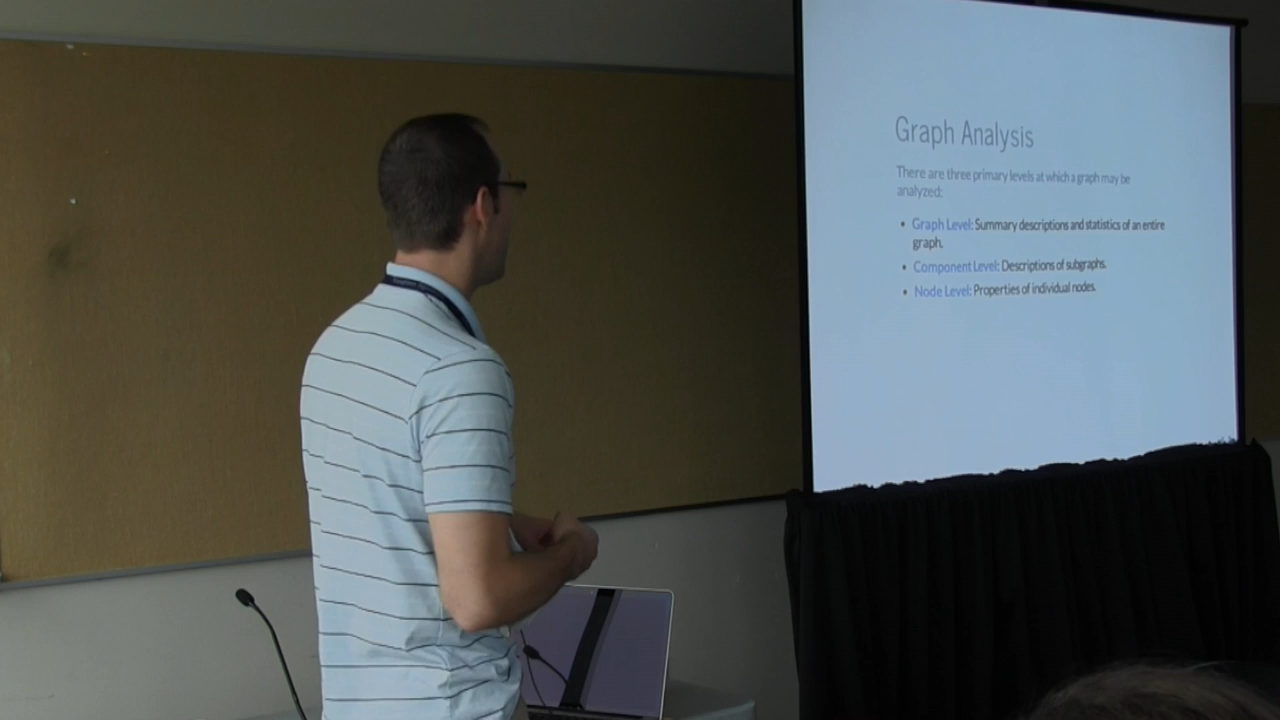 Graph Analysis
There are three primary levels at which a graph may be
analyzed:
• Graph Level: Summary descriptions and statistics of an entire
graph.
• Component Level: Descriptions of subgraphs.
• Node Level: Properties of individual nodes.